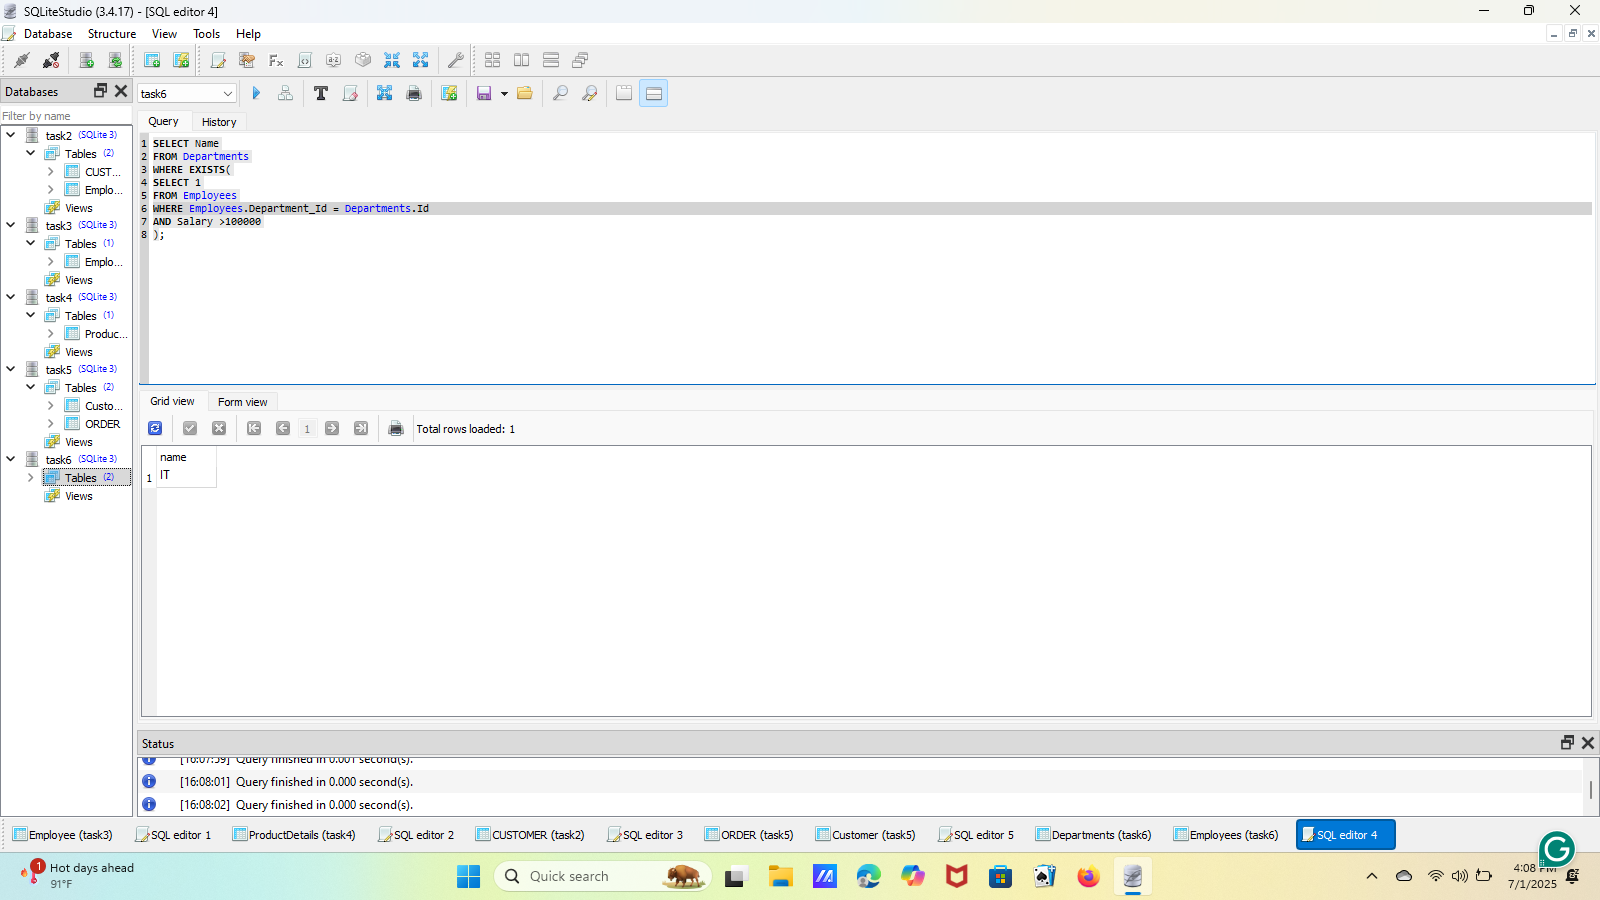 SQLiteStudio (3.4.17) - [SQL editor 4]
Database Structure View Tools Help
Databases
task6
Filter by name
Query History
task2 (SQLite 3)
Tables (2)
CUST...
Emplo...
Views
task3 (SQLite 3)
Tables (1)
Emplo...
Views
task4 (SQLite 3)
Tables (1)
Produc...
Views
task5 (SQLite 3)
Tables (2)
Custo...
ORDER
Views
task6 (SQLite 3)
Tables (2)
Views
1 SELECT Name
2 FROM Departments
3 WHERE EXISTS(
4 SELECT 1
5 FROM Employees
6 WHERE Employees.Department_Id = Departments.Id
7 AND Salary >100000
8 );
Grid view Form view
1 Total rows loaded: 1
name
1 IT
Status
[16:07:59] Query finished in 0.001 second(s).
[16:08:01] Query finished in 0.000 second(s).
[16:08:02] Query finished in 0.000 second(s).
Employee (task3) SQL editor 1 ProductDetails (task4) SQL editor 2 CUSTOMER (task2) SQL editor 3 ORDER (task5) Customer (task5) SQL editor 5 Departments (task6) Employees (task6) SQL editor 4
1 Hot days ahead
91°F
Quick search
4:08 PM
7/1/2025